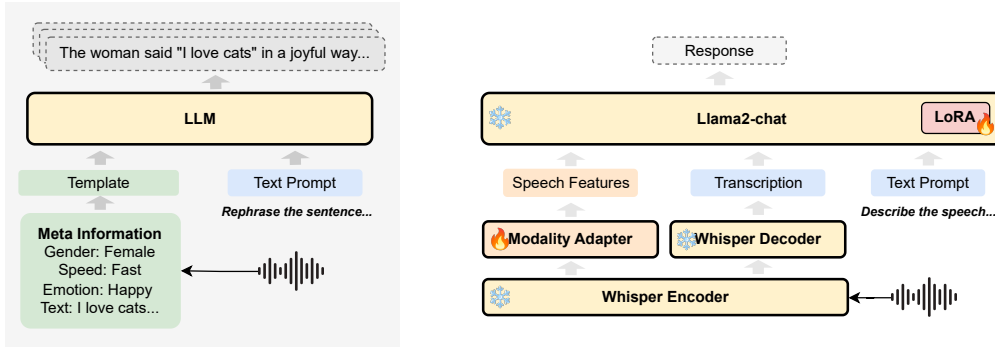 The woman said "I love cats" in a joyful way...
LLM
Template
Text Prompt
Rephrase the sentence...
Meta Information
Gender: Female
Speed: Fast
Emotion: Happy
Text: I love cats...
Response
Llama2-chat
LoRA
Speech Features
Transcription
Text Prompt
Describe the speech...
Modality Adapter
Whisper Decoder
Whisper Encoder